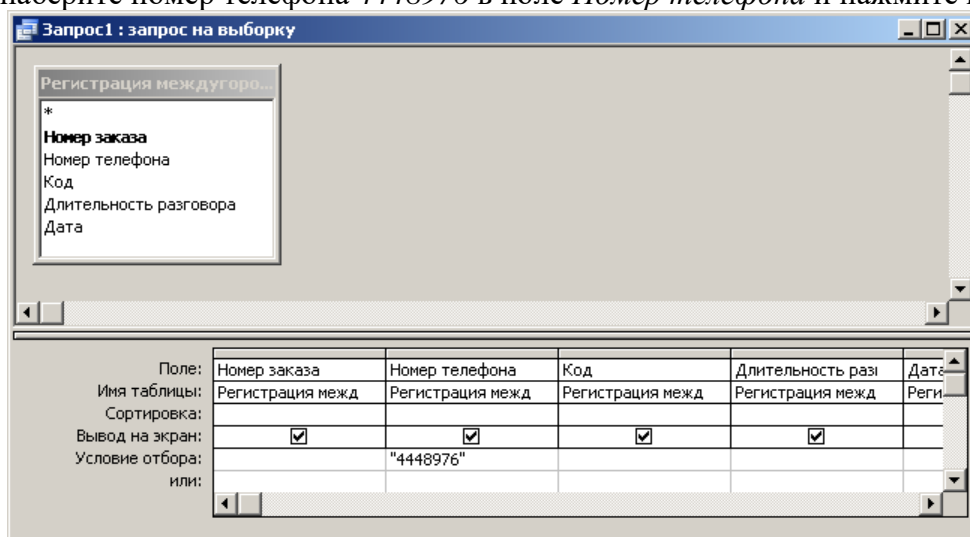 наберите номер телефона 4448976 в поле Номер телефона и нажмите
Запрос1 : запрос на выборку
Регистрация междугоро...
*
Номер заказа
Номер телефона
Код
Длительность разговора
Дата
Поле: Номер заказа Номер телефона Код Длительность разı Дата
Имя таблицы: Регистрация межд Регистрация межд Регистрация межд Регистрация межд Реги
Сортировка:
Вывод на экран:
Условие отбора: "4448976"
или: